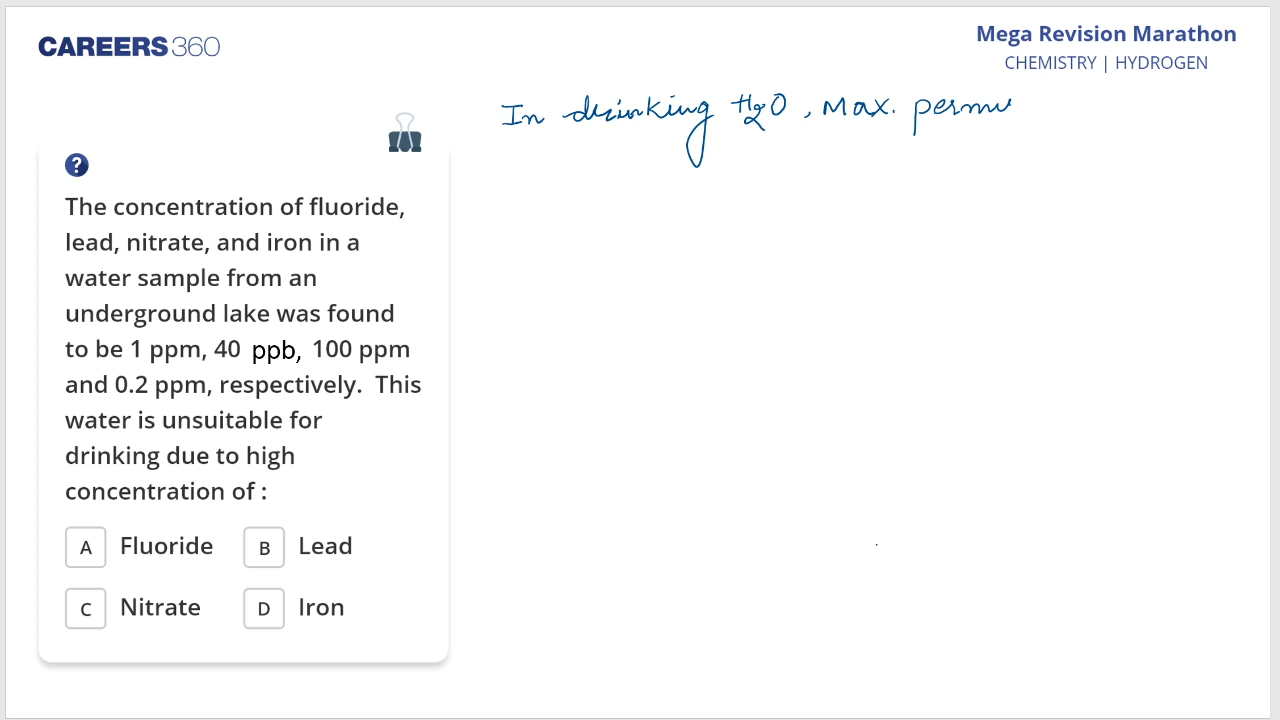 CAREERS360
Mega Revision Marathon
CHEMISTRY | HYDROGEN
In drinking H2O, Max. permi
?
The concentration of fluoride,
lead, nitrate, and iron in a
water sample from an
underground lake was found
to be 1 ppm, 40 ppb, 100 ppm
and 0.2 ppm, respectively. This
water is unsuitable for
drinking due to high
concentration of :
A Fluoride B Lead
C Nitrate D Iron